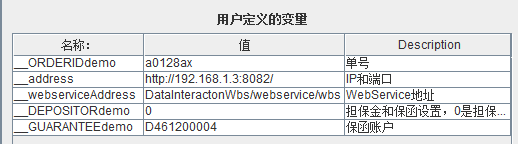 用户定义的变量
名称: 值 Description
__ORDERIDdemo a0128ax 单号
__address http://192.168.1.3:8082/ IP和端口
__webserviceAddress DataInteractonWbs/webservice/wbs WebService地址
__DEPOSITORdemo 0 担保金和保函设置，0是担保...
__GUARANTEEdemo D461200004 保函账户